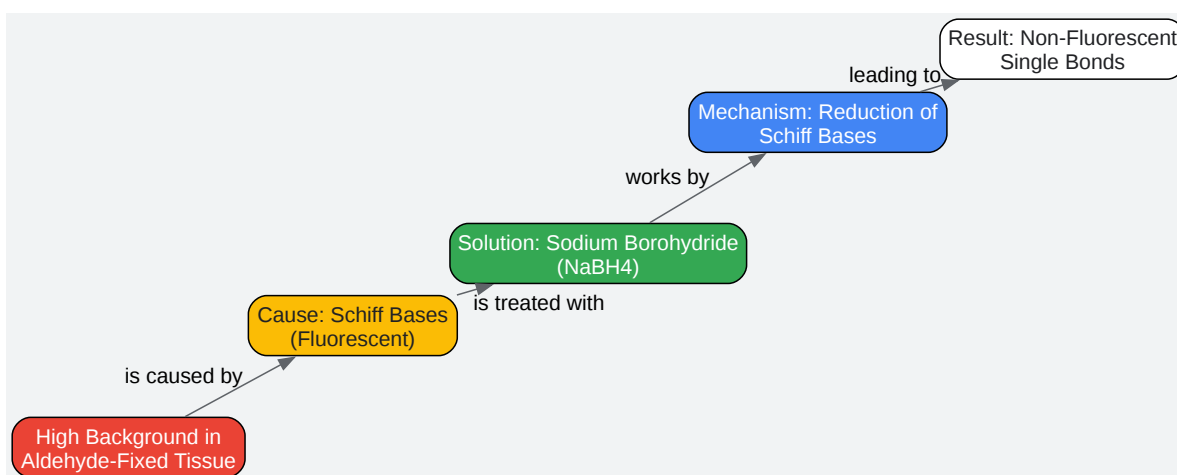 Result: Non-Fluorescent
Single Bonds
leading to
Mechanism: Reduction of
Schiff Bases
works by
Solution: Sodium Borohydride
(NaBH4)
is treated with
Cause: Schiff Bases
(Fluorescent)
is caused by
High Background in
Aldehyde-Fixed Tissue